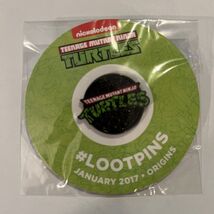 nickelodeon
TEENAGE MUTANT NINJA
TURTLES
TEENAGE MUTANT NINJA
TURTLES
#LOOTPINS
JANUARY 2017 • ORIGINS